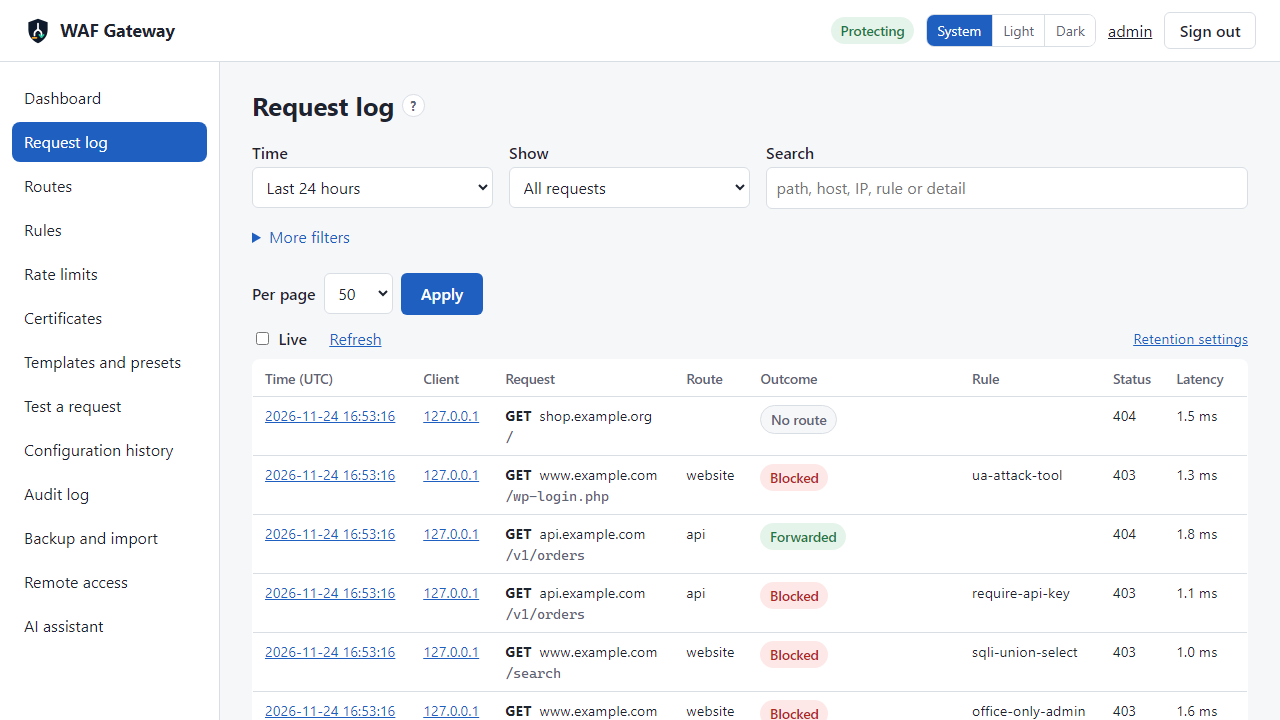 WAF Gateway
Protecting
System Light Dark
admin
Sign out
Dashboard
Request log
Routes
Rules
Rate limits
Certificates
Templates and presets
Test a request
Configuration history
Audit log
Backup and import
Remote access
AI assistant
Request log ?
Time Show Search
Last 24 hours All requests path, host, IP, rule or detail
More filters
Per page 50 Apply
Live Refresh Retention settings
Time (UTC) Client Request Route Outcome Rule Status Latency
2026-11-24 16:53:16 127.0.0.1 GET shop.example.org No route 404 1.5 ms
/
2026-11-24 16:53:16 127.0.0.1 GET www.example.com website Blocked ua-attack-tool 403 1.3 ms
/wp-login.php
2026-11-24 16:53:16 127.0.0.1 GET api.example.com api Forwarded 404 1.8 ms
/v1/orders
2026-11-24 16:53:16 127.0.0.1 GET api.example.com api Blocked require-api-key 403 1.1 ms
/v1/orders
2026-11-24 16:53:16 127.0.0.1 GET www.example.com website Blocked sqli-union-select 403 1.0 ms
/search
2026-11-24 16:53:16 127.0.0.1 GET www.example.com website Blocked office-only-admin 403 1.6 ms